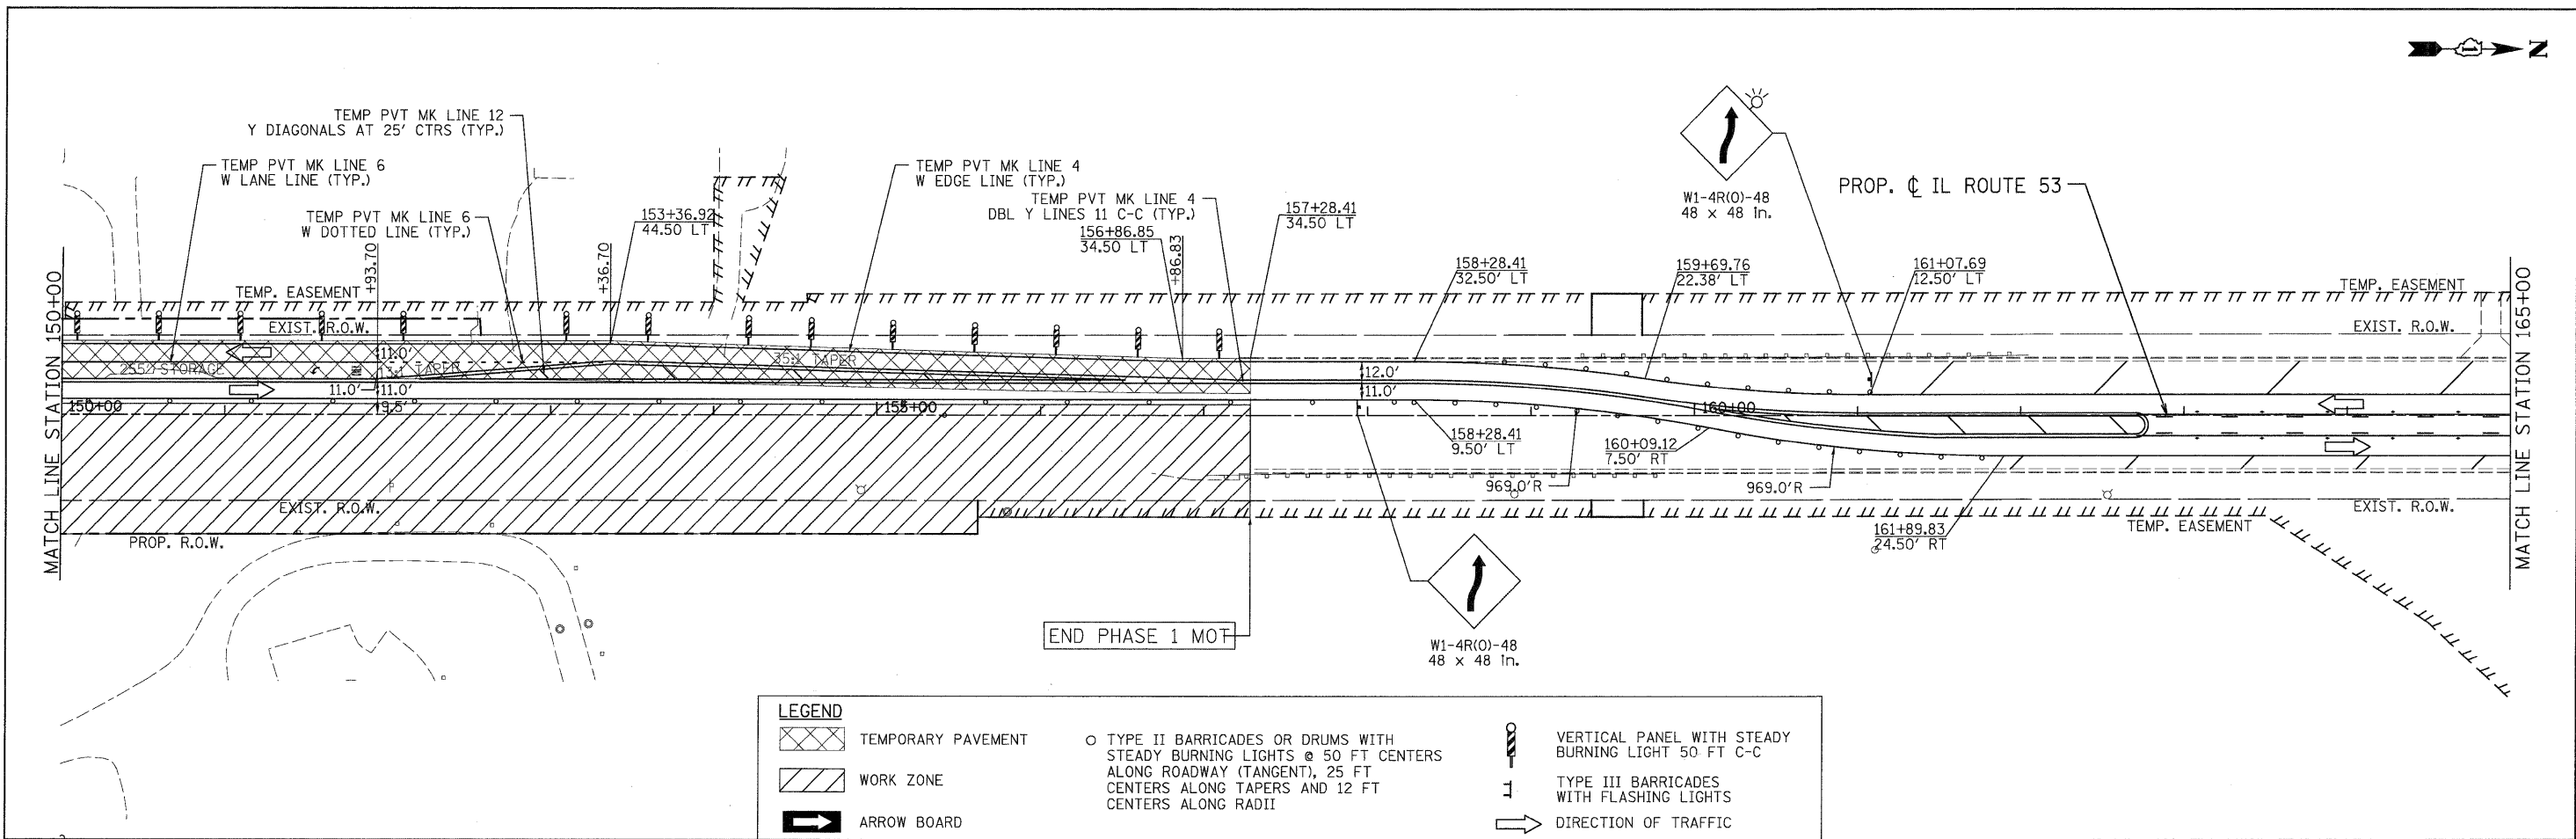 N
TEMP PVT MK LINE 12
Y DIAGONALS AT 25' CTRS (TYP.)
TEMP PVT MK LINE 6
W LANE LINE (TYP.)
TEMP PVT MK LINE 6
W DOTTED LINE (TYP.)
TEMP PVT MK LINE 4
W EDGE LINE (TYP.)
TEMP PVT MK LINE 4
DBL Y LINES 11 C-C (TYP.)
W1-4R(O)-48
48 x 48 in.
PROP. ℄ IL ROUTE 53
+93.70
+36.70
153+36.92
44.50 LT
156+86.85
34.50 LT
+86.83
157+28.41
34.50 LT
158+28.41
32.50' LT
159+69.76
22.38' LT
161+07.69
12.50' LT
MATCH LINE STATION 150+00
MATCH LINE STATION 165+00
TEMP. EASEMENT
TEMP. EASEMENT
EXIST. R.O.W.
EXIST. R.O.W.
11.0'
255' STORAGE
13:1 TAPER
35:1 TAPER
11.0'
11.0'
9.5'
12.0'
11.0'
150+00
155+00
160+00
158+28.41
9.50' LT
160+09.12
7.50' RT
969.0'R
969.0'R
161+89.83
24.50' RT
EXIST. R.O.W.
EXIST. R.O.W.
PROP. R.O.W.
TEMP. EASEMENT
END PHASE 1 MOT
W1-4R(O)-48
48 x 48 in.
LEGEND
TEMPORARY PAVEMENT
WORK ZONE
ARROW BOARD
TYPE II BARRICADES OR DRUMS WITH
STEADY BURNING LIGHTS @ 50 FT CENTERS
ALONG ROADWAY (TANGENT), 25 FT
CENTERS ALONG TAPERS AND 12 FT
CENTERS ALONG RADII
VERTICAL PANEL WITH STEADY
BURNING LIGHT 50 FT C-C
TYPE III BARRICADES
WITH FLASHING LIGHTS
DIRECTION OF TRAFFIC